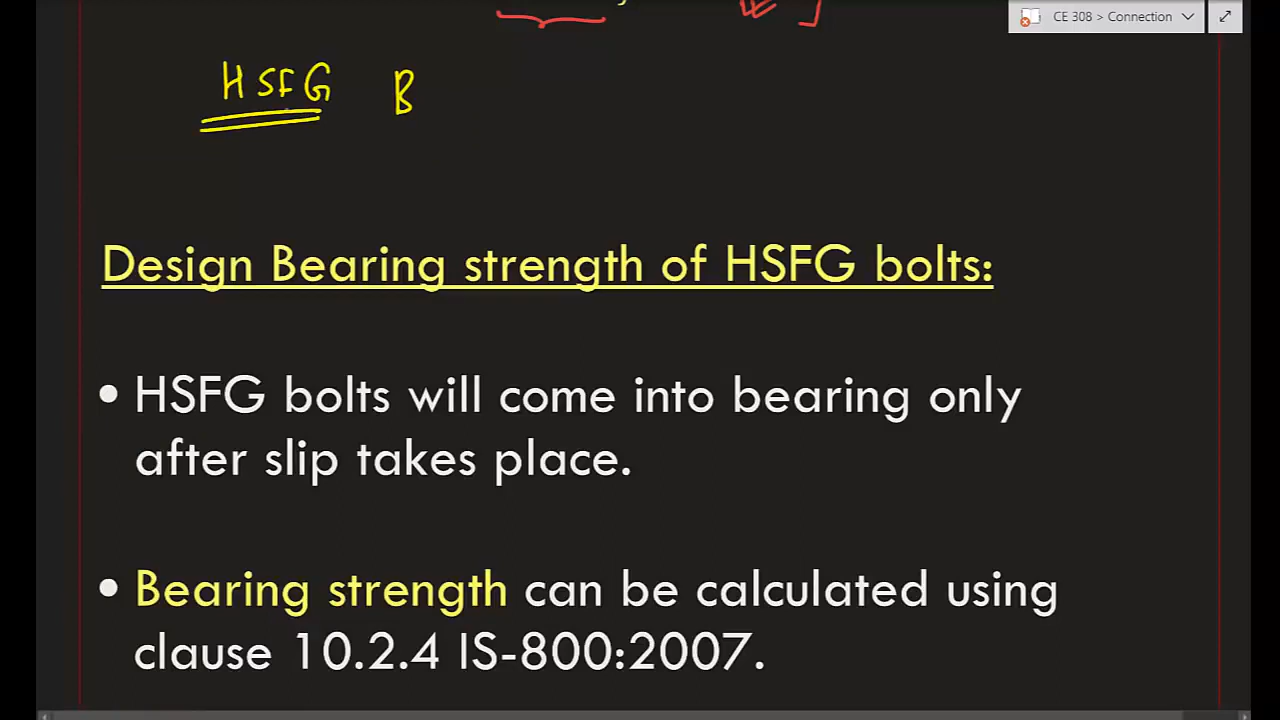 CE 308 > Connection
HSFG B
Design Bearing strength of HSFG bolts:
• HSFG bolts will come into bearing only
after slip takes place.
• Bearing strength can be calculated using
clause 10.2.4 IS-800:2007.